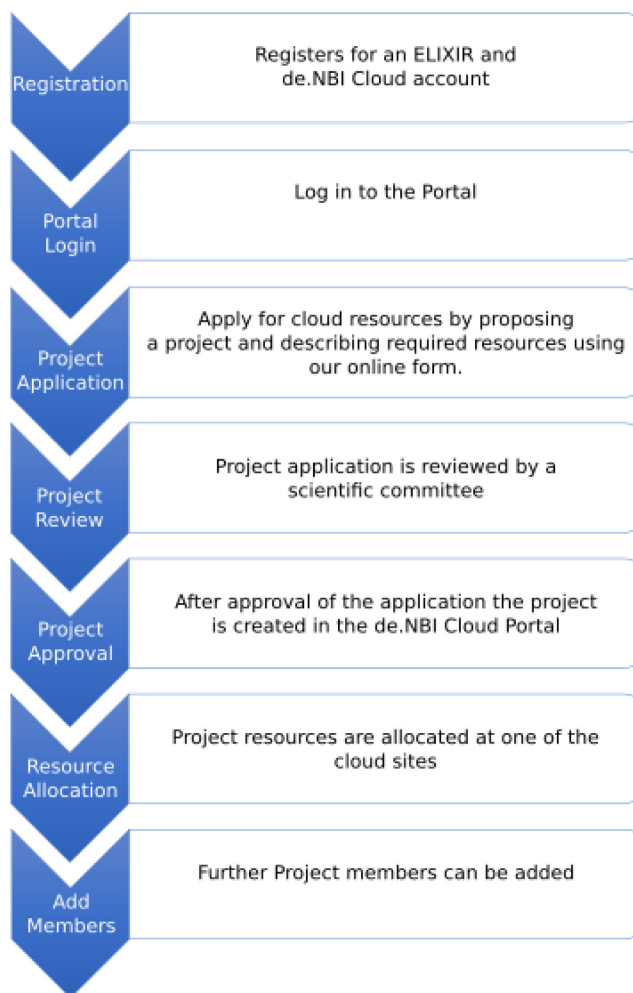 Registration
Registers for an ELIXIR and
de.NBI Cloud account
Portal
Login
Log in to the Portal
Project
Application
Apply for cloud resources by proposing
a project and describing required resources using
our online form.
Project
Review
Project application is reviewed by a
scientific committee
Project
Approval
After approval of the application the project
is created in the de.NBI Cloud Portal
Resource
Allocation
Project resources are allocated at one of the
cloud sites
Add
Members
Further Project members can be added